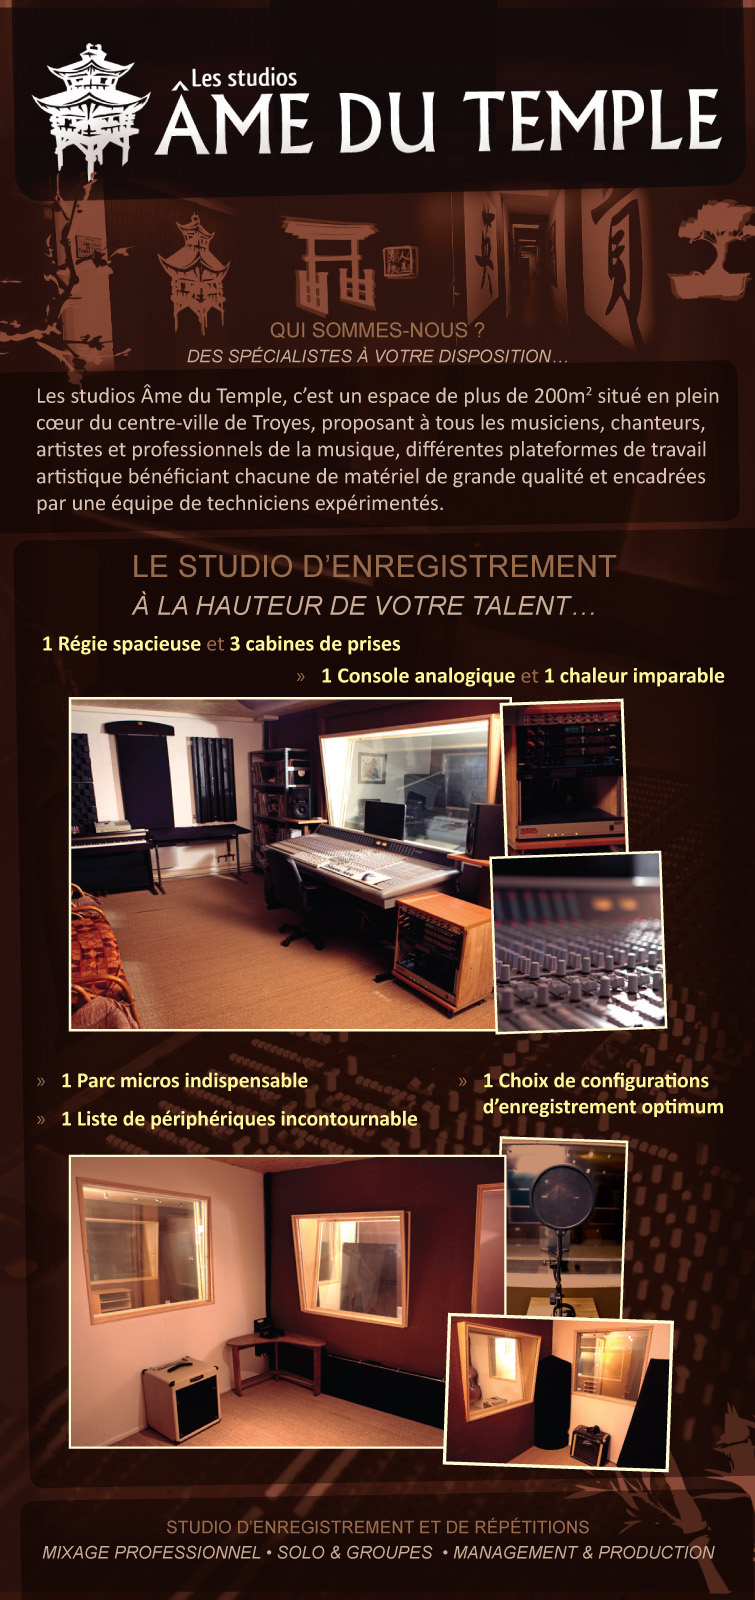 Les studios
ÂME DU TEMPLE
QUI SOMMES-NOUS ?
DES SPÉCIALISTES À VOTRE DISPOSITION…
Les studios Âme du Temple, c’est un espace de plus de 200m² situé en plein
cœur du centre-ville de Troyes, proposant à tous les musiciens, chanteurs,
artistes et professionnels de la musique, différentes plateformes de travail
artistique bénéficiant chacune de matériel de grande qualité et encadrées
par une équipe de techniciens expérimentés.
LE STUDIO D’ENREGISTREMENT
À LA HAUTEUR DE VOTRE TALENT…
1 Régie spacieuse et 3 cabines de prises
» 1 Console analogique et 1 chaleur imparable
» 1 Parc micros indispensable
» 1 Liste de périphériques incontournable
» 1 Choix de configurations
d’enregistrement optimum
STUDIO D’ENREGISTREMENT ET DE RÉPÉTITIONS
MIXAGE PROFESSIONNEL • SOLO & GROUPES • MANAGEMENT & PRODUCTION